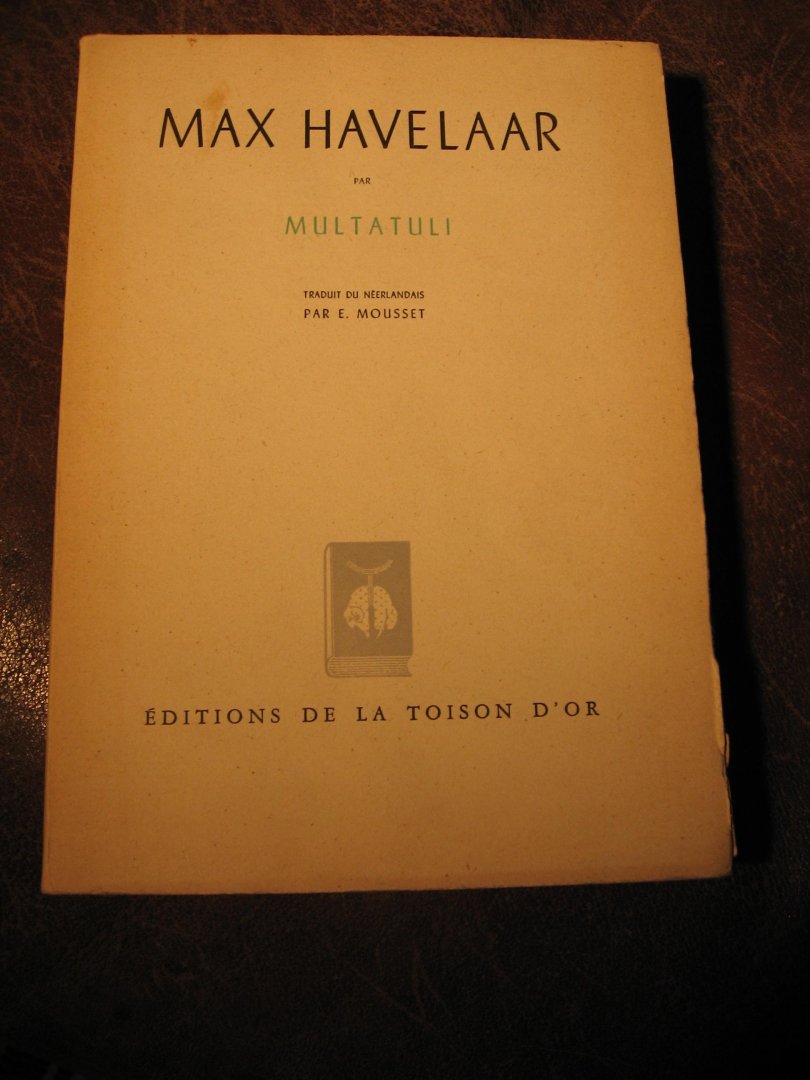 MAX HAVELAAR
PAR
MULTATULI
TRADUIT DU NÉERLANDAIS
PAR E. MOUSSET
ÉDITIONS DE LA TOISON D'OR